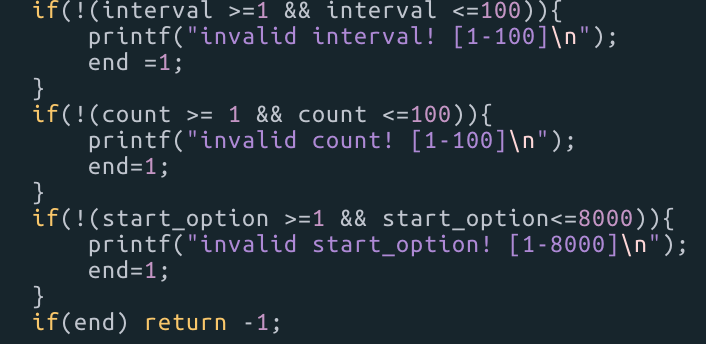 if(!(interval >=1 && interval <=100)){
    printf("invalid interval! [1-100]\n");
    end =1;
}
if(!(count >= 1 && count <=100)){
    printf("invalid count! [1-100]\n");
    end=1;
}
if(!(start_option >=1 && start_option<=8000)){
    printf("invalid start_option! [1-8000]\n");
    end=1;
}
if(end) return -1;